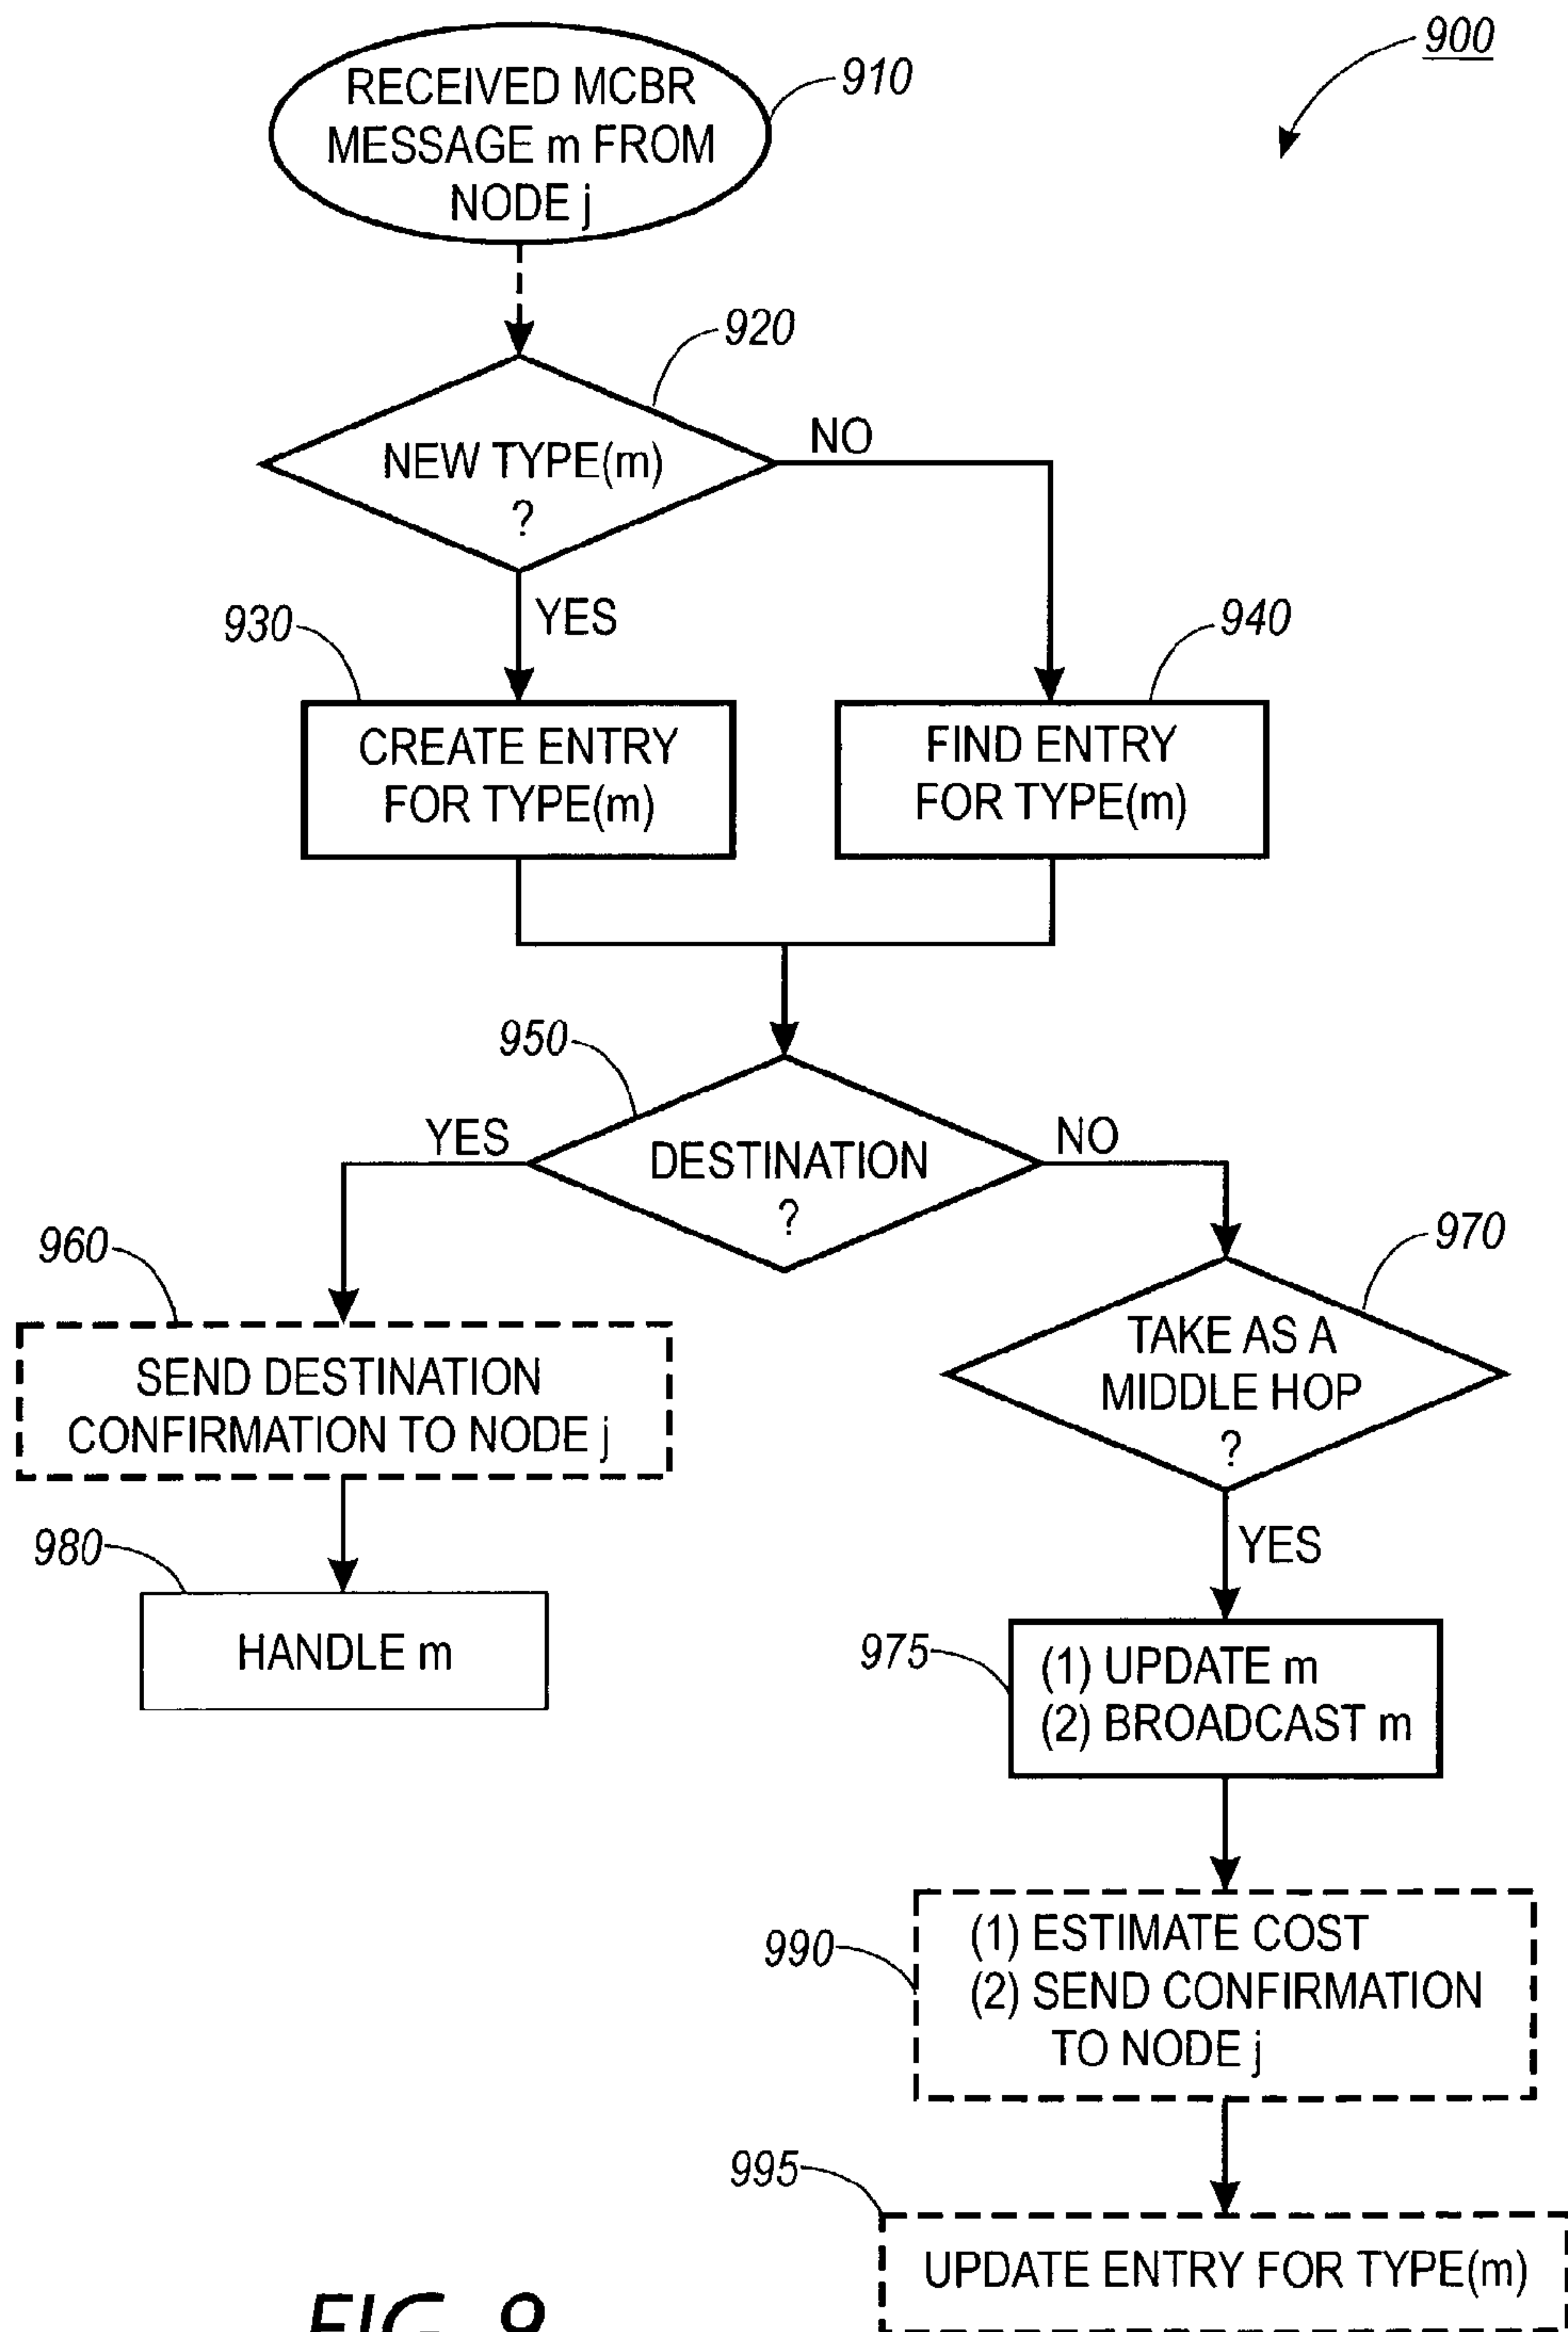 900
RECEIVED MCBR
MESSAGE m FROM
NODE j
910
920
NEW TYPE(m)
?
NO
YES
930
CREATE ENTRY
FOR TYPE(m)
940
FIND ENTRY
FOR TYPE(m)
950
DESTINATION
?
YES
NO
960
SEND DESTINATION
CONFIRMATION TO NODE j
970
TAKE AS A
MIDDLE HOP
?
YES
980
HANDLE m
975
(1) UPDATE m
(2) BROADCAST m
990
(1) ESTIMATE COST
(2) SEND CONFIRMATION
TO NODE j
995
UPDATE ENTRY FOR TYPE(m)
FIG. 9